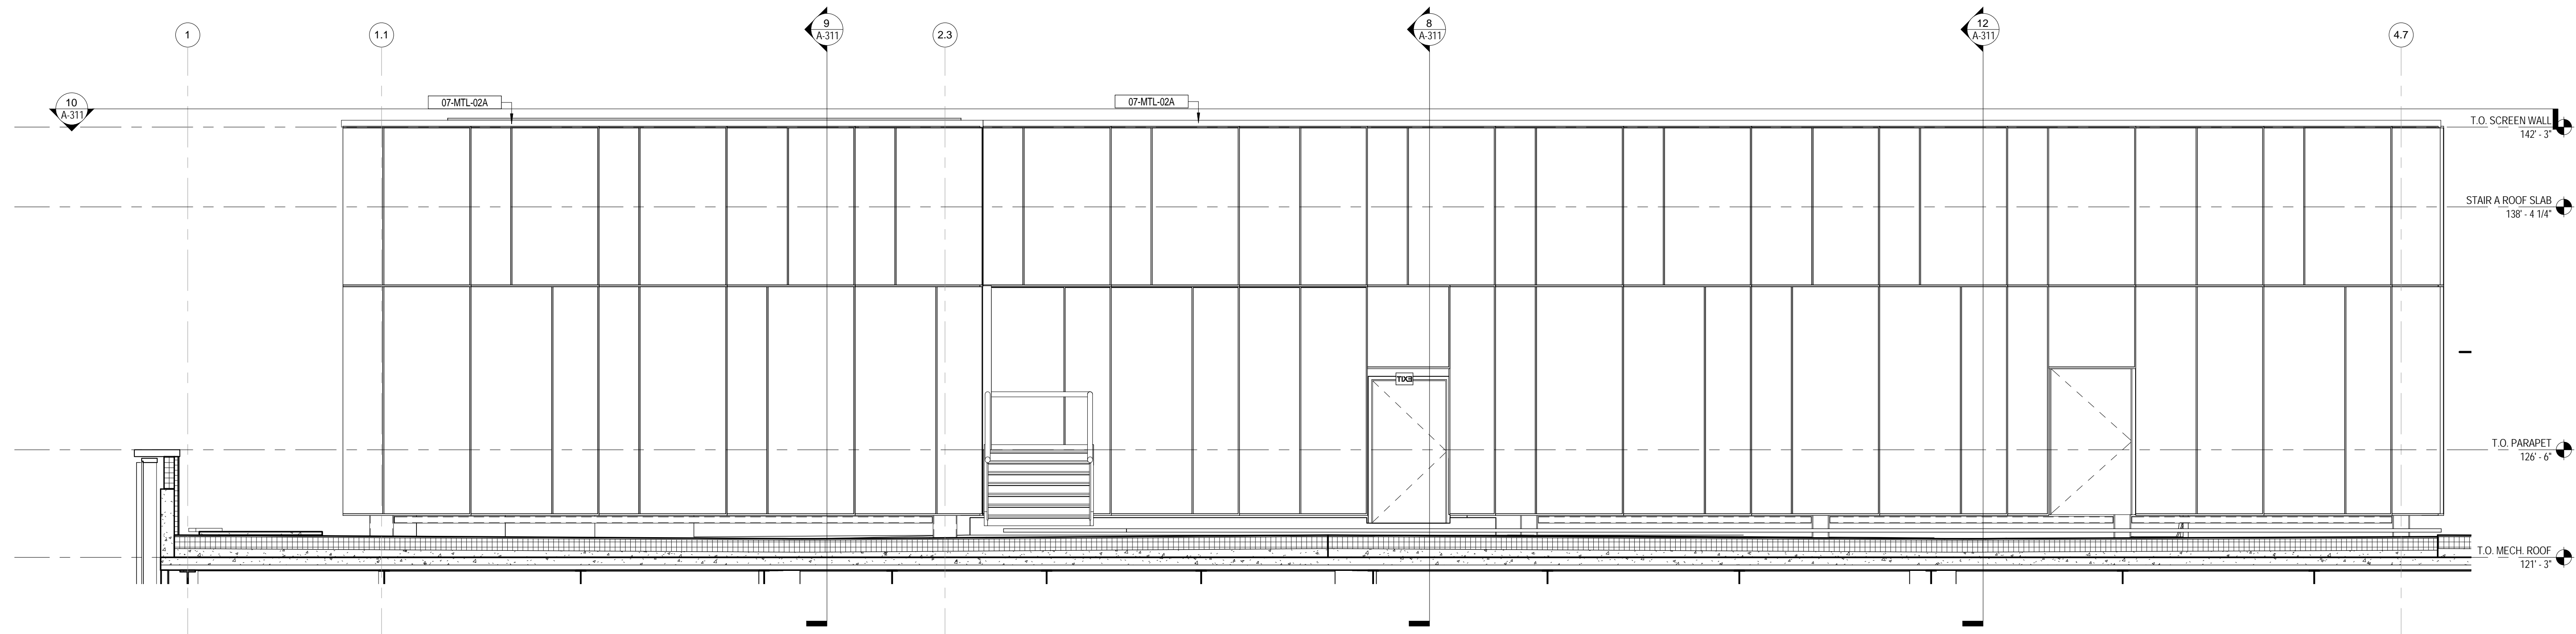 1
1.1
9
A-311
2.3
8
A-311
12
A-311
4.7
10
A-311
07-MTL-02A
07-MTL-02A
T.O. SCREEN WALL
142' - 3"
STAIR A ROOF SLAB
138' - 4 1/4"
EXIT
T.O. PARAPET
126' - 6"
T.O. MECH. ROOF
121' - 3"